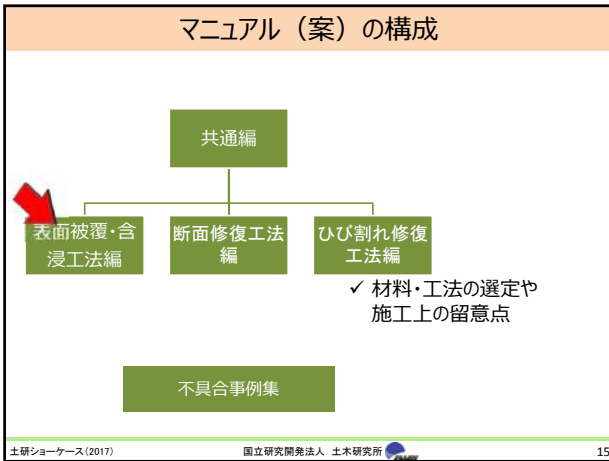 マニュアル（案）の構成
共通編
表面被覆・含
浸工法編
断面修復工法
編
ひび割れ修復
工法編
✓ 材料・工法の選定や
施工上の留意点
不具合事例集
土研ショーケース(2017)
国立研究開発法人 土木研究所
15